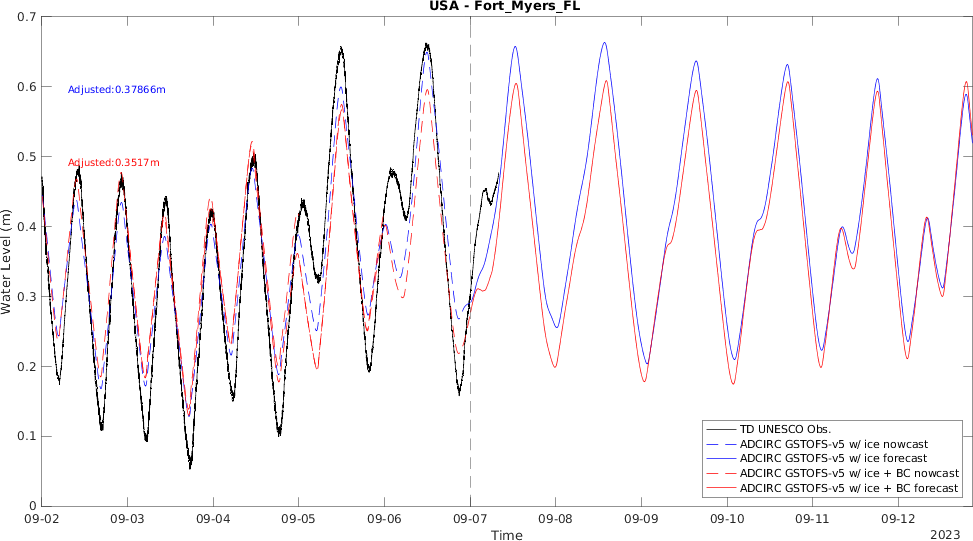 USA - Fort_Myers_FL
0.7
0.6
0.5
0.4
0.3
0.2
0.1
0
Water Level (m)
Adjusted:0.37866m
Adjusted:0.3517m
TD UNESCO Obs.
ADCIRC GSTOFS-v5 w/ ice nowcast
ADCIRC GSTOFS-v5 w/ ice forecast
ADCIRC GSTOFS-v5 w/ ice + BC nowcast
ADCIRC GSTOFS-v5 w/ ice + BC forecast
09-02 09-03 09-04 09-05 09-06 09-07 09-08 09-09 09-10 09-11 09-12
Time
2023